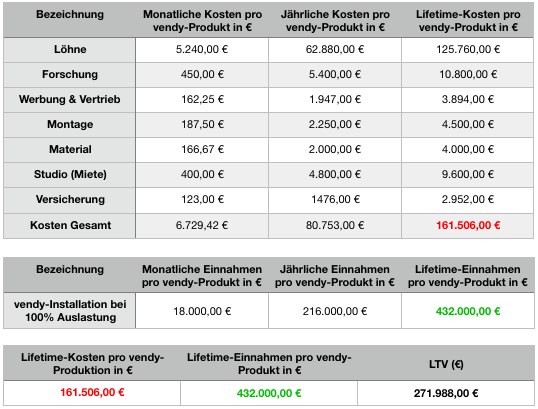 Bezeichnung Monatliche Kosten pro vendy-Produkt in € Jährliche Kosten pro vendy-Produkt in € Lifetime-Kosten pro vendy-Produkt in €
Löhne 5.240,00 € 62.880,00 € 125.760,00 €
Forschung 450,00 € 5.400,00 € 10.800,00 €
Werbung & Vertrieb 162,25 € 1.947,00 € 3.894,00 €
Montage 187,50 € 2.250,00 € 4.500,00 €
Material 166,67 € 2.000,00 € 4.000,00 €
Studio (Miete) 400,00 € 4.800,00 € 9.600,00 €
Versicherung 123,00 € 1476,00 € 2.952,00 €
Kosten Gesamt 6.729,42 € 80.753,00 € 161.506,00 €
Bezeichnung Monatliche Einnahmen pro vendy-Produkt in € Jährliche Einnahmen pro vendy-Produkt in € Lifetime-Einnahmen pro vendy-Produkt in €
vendy-Installation bei 100% Auslastung 18.000,00 € 216.000,00 € 432.000,00 €
Lifetime-Kosten pro vendy-Produktion in € Lifetime-Einnahmen pro vendy-Produkt in € LTV (€)
161.506,00 € 432.000,00 € 271.988,00 €